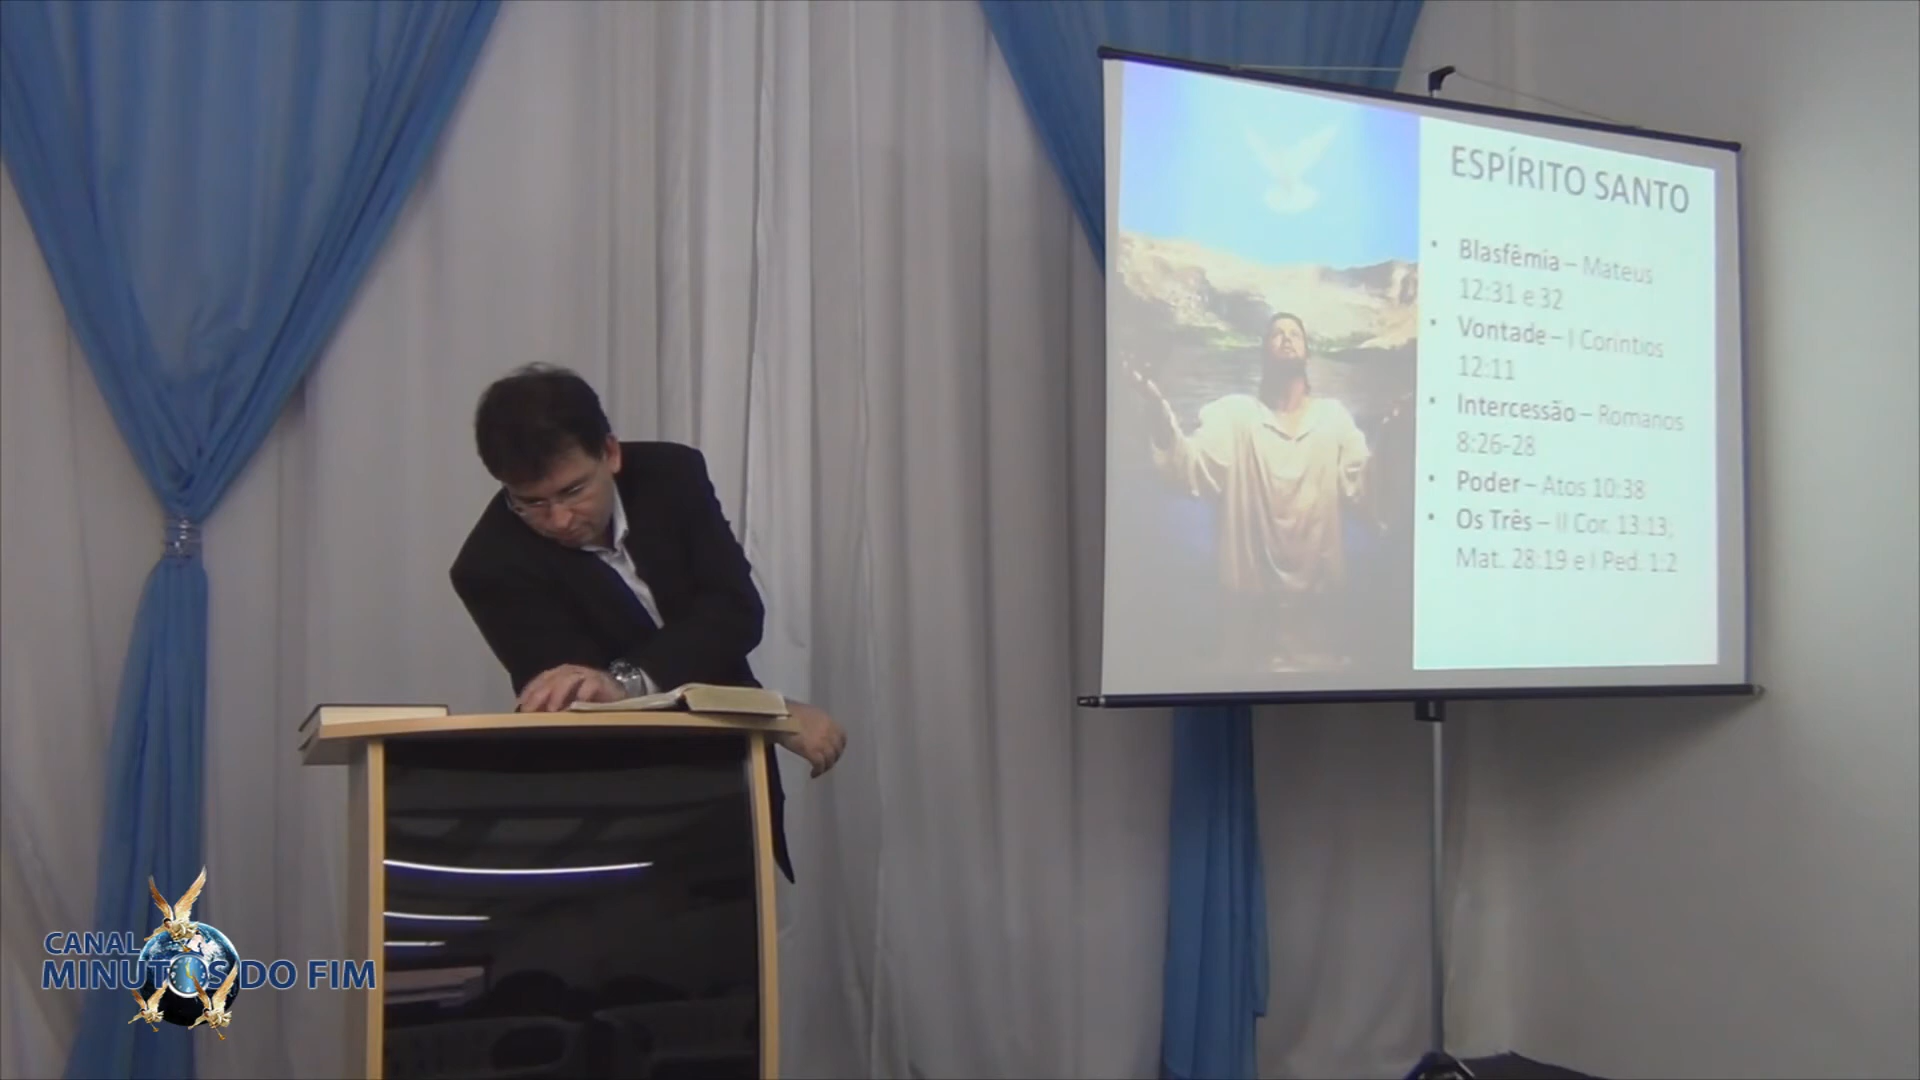 ESPÍRITO SANTO
• Blasfêmia – Mateus
12:31 e 32
• Vontade – I Coríntios
12:11
• Intercessão – Romanos
8:26-28
• Poder – Atos 10:38
• Os Três – II Cor. 13.13;
Mat. 28:19 e I Ped. 1:2
CANAL
MINUTOS DO FIM